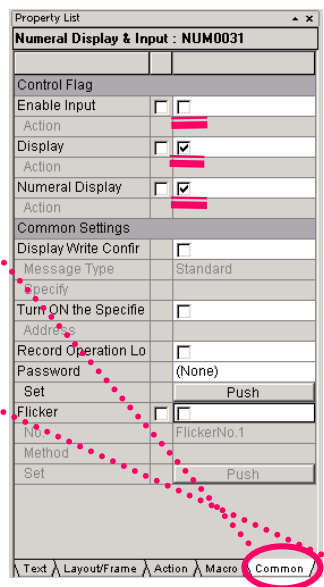 Property List
Numeral Display & Input : NUM0031
Control Flag
Enable Input
Action
Display
Action
Numeral Display
Action
Common Settings
Display Write Confir
Message Type Standard
Specify
Turn ON the Specifie
Address
Record Operation Lo
Password (None)
Set Push
Flicker
No. FlickerNo.1
Method
Set Push
Text Layout/Frame Action Macro Common